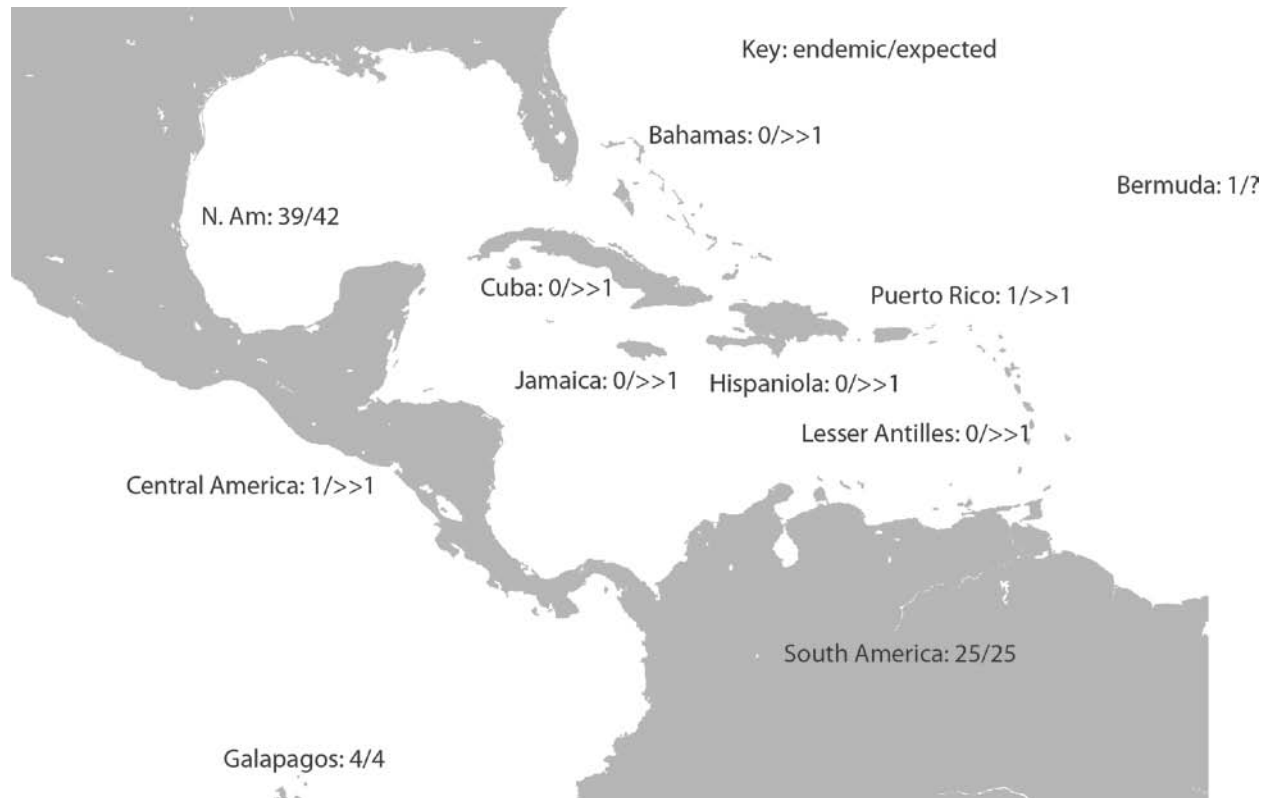 Key: endemic/expected
Bahamas: 0/>>1
Bermuda: 1/?
N. Am: 39/42
Cuba: 0/>>1
Puerto Rico: 1/>>1
Jamaica: 0/>>1
Hispaniola: 0/>>1
Lesser Antilles: 0/>>1
Central America: 1/>>1
South America: 25/25
Galapagos: 4/4